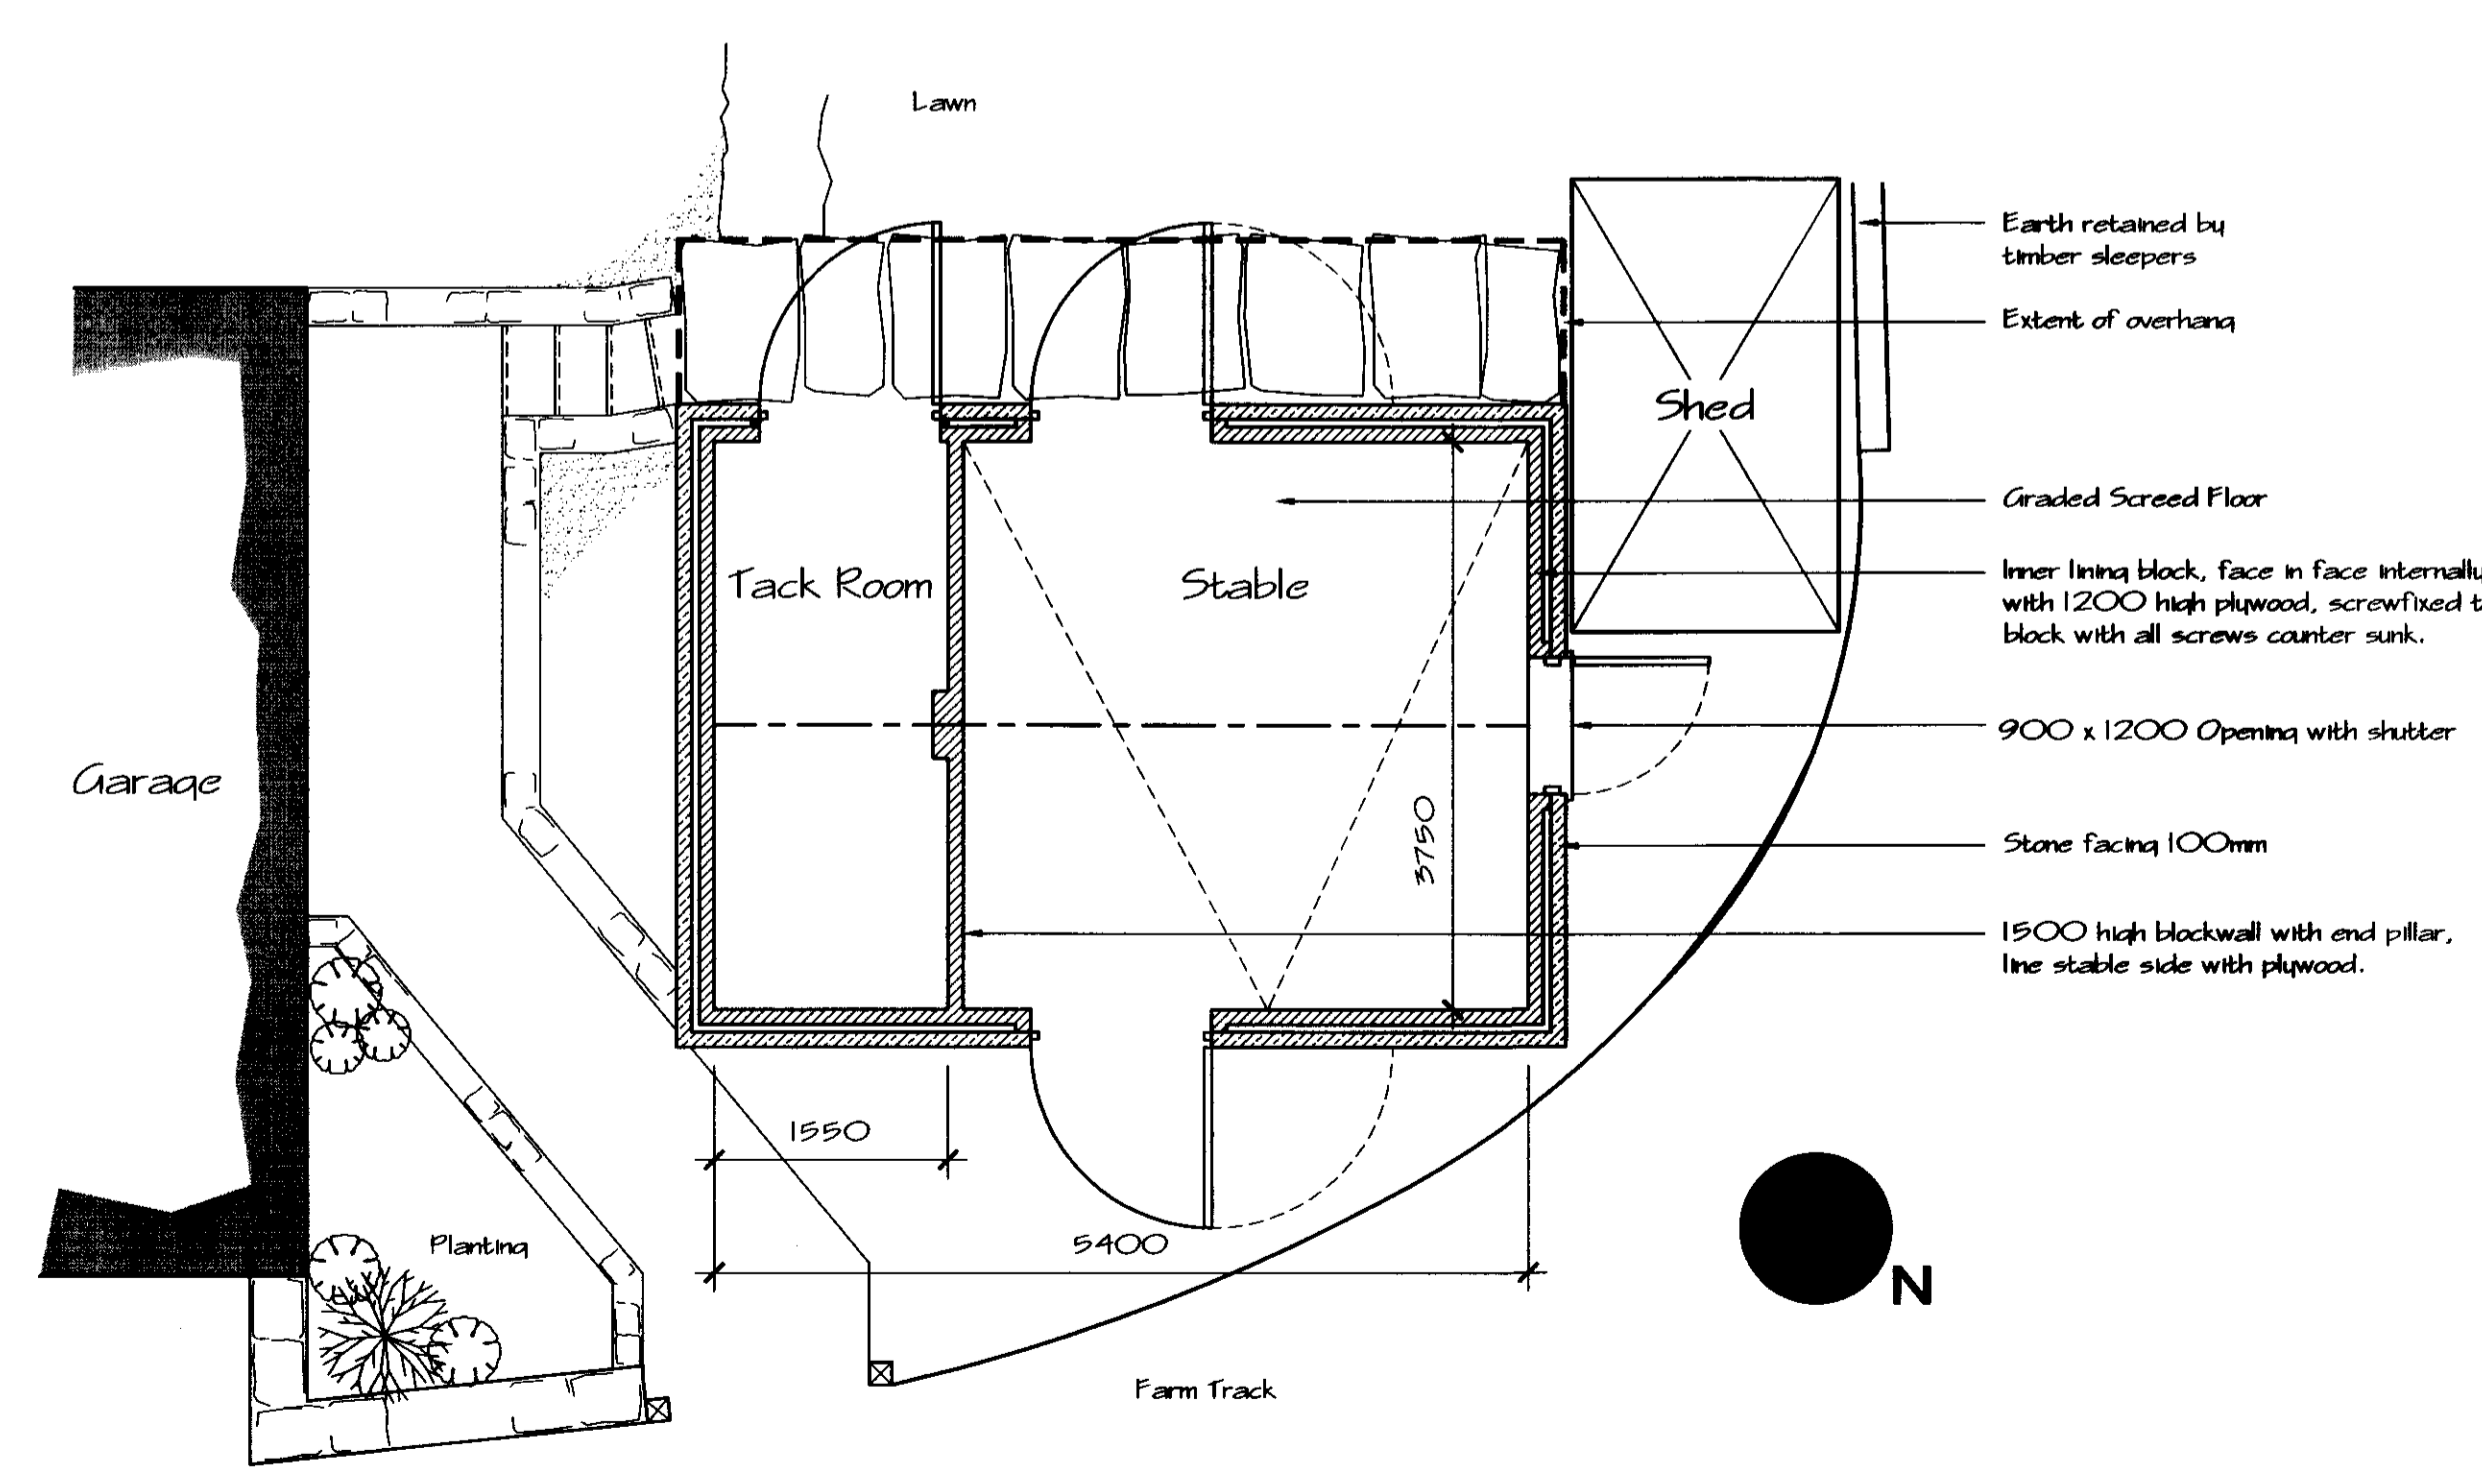 Lawn
Earth retained by
timber sleepers
Extent of overhang
Shed
Graded Screed Floor
Inner lining block, face in face internally
with 1200 high plywood, screwfixed t
block with all screws counter sunk.
Tack Room
Stable
900 x 1200 Opening with shutter
Garage
3750
Stone facing 100mm
1500 high blockwall with end pillar,
line stable side with plywood.
1550
5400
Planting
N
Farm Track